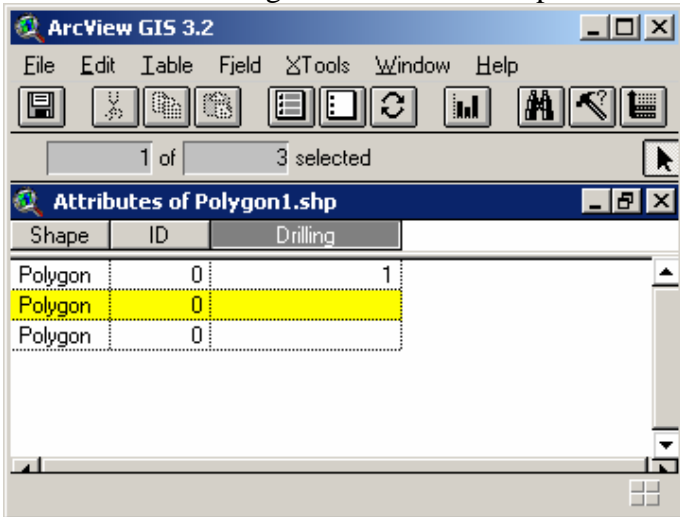 ArcView GIS 3.2
File Edit Table Field XTools Window Help
1 of 3 selected
Attributes of Polygon1.shp
Shape ID Drilling
Polygon 0 1
Polygon 0
Polygon 0